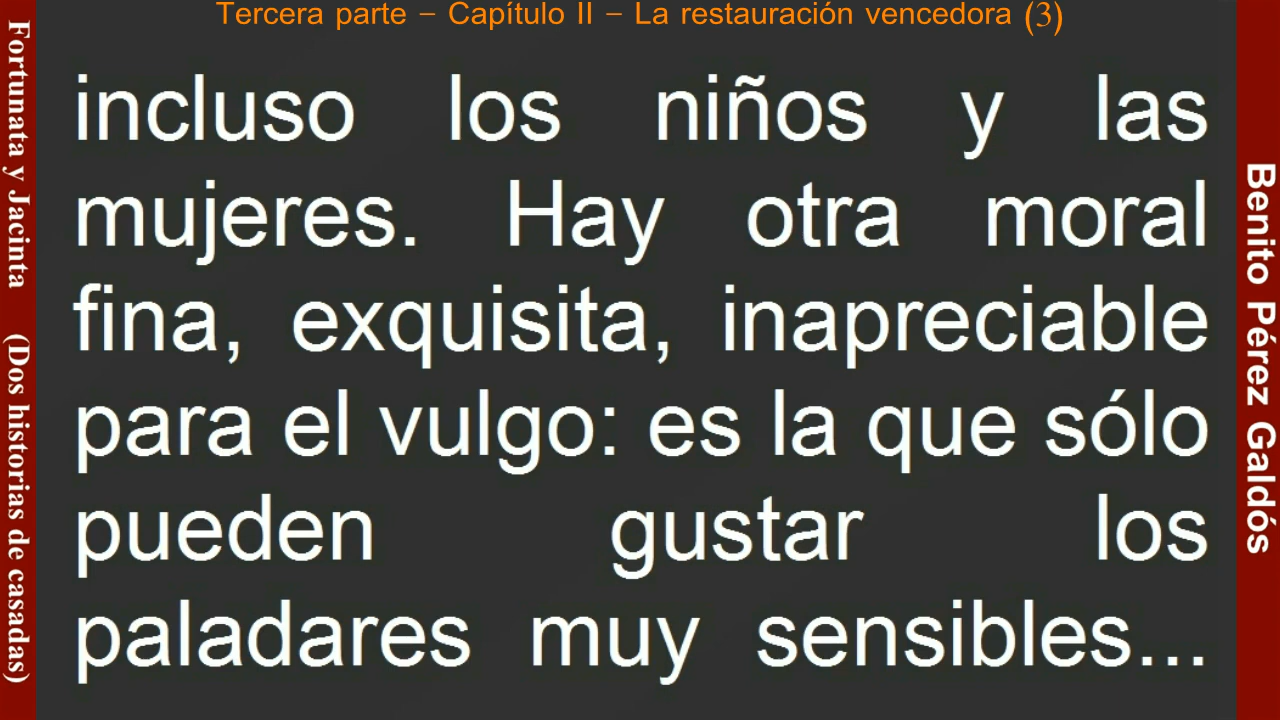 Tercera parte – Capítulo II – La restauración vencedora (3)
Fortunata y Jacinta (Dos historias de casadas)
incluso los niños y las
mujeres. Hay otra moral
fina, exquisita, inapreciable
para el vulgo: es la que sólo
pueden gustar los
paladares muy sensibles...
Benito Pérez Galdós